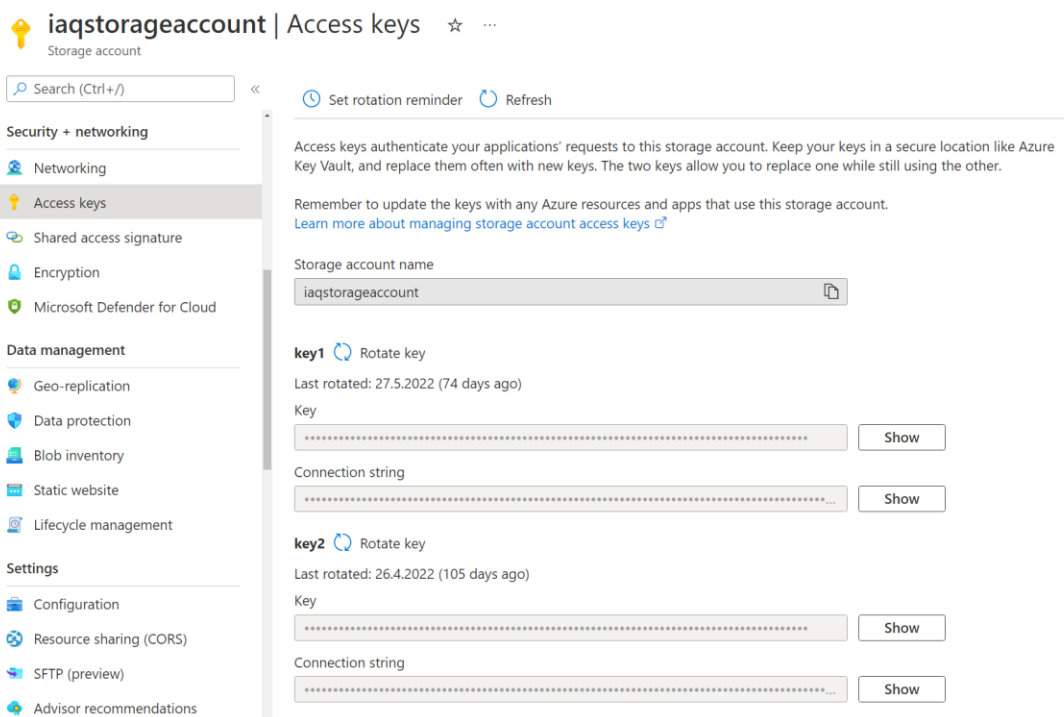 iaqstorageaccount | Access keys
Storage account
Search (Ctrl+/)
Security + networking
Networking
Access keys
Shared access signature
Encryption
Microsoft Defender for Cloud
Data management
Geo-replication
Data protection
Blob inventory
Static website
Lifecycle management
Settings
Configuration
Resource sharing (CORS)
SFTP (preview)
Advisor recommendations
Set rotation reminder Refresh
Access keys authenticate your applications' requests to this storage account. Keep your keys in a secure location like Azure
Key Vault, and replace them often with new keys. The two keys allow you to replace one while still using the other.
Remember to update the keys with any Azure resources and apps that use this storage account.
Learn more about managing storage account access keys
Storage account name
iaqstorageaccount
key1 Rotate key
Last rotated: 27.5.2022 (74 days ago)
Key
Show
Connection string
Show
key2 Rotate key
Last rotated: 26.4.2022 (105 days ago)
Key
Show
Connection string
Show